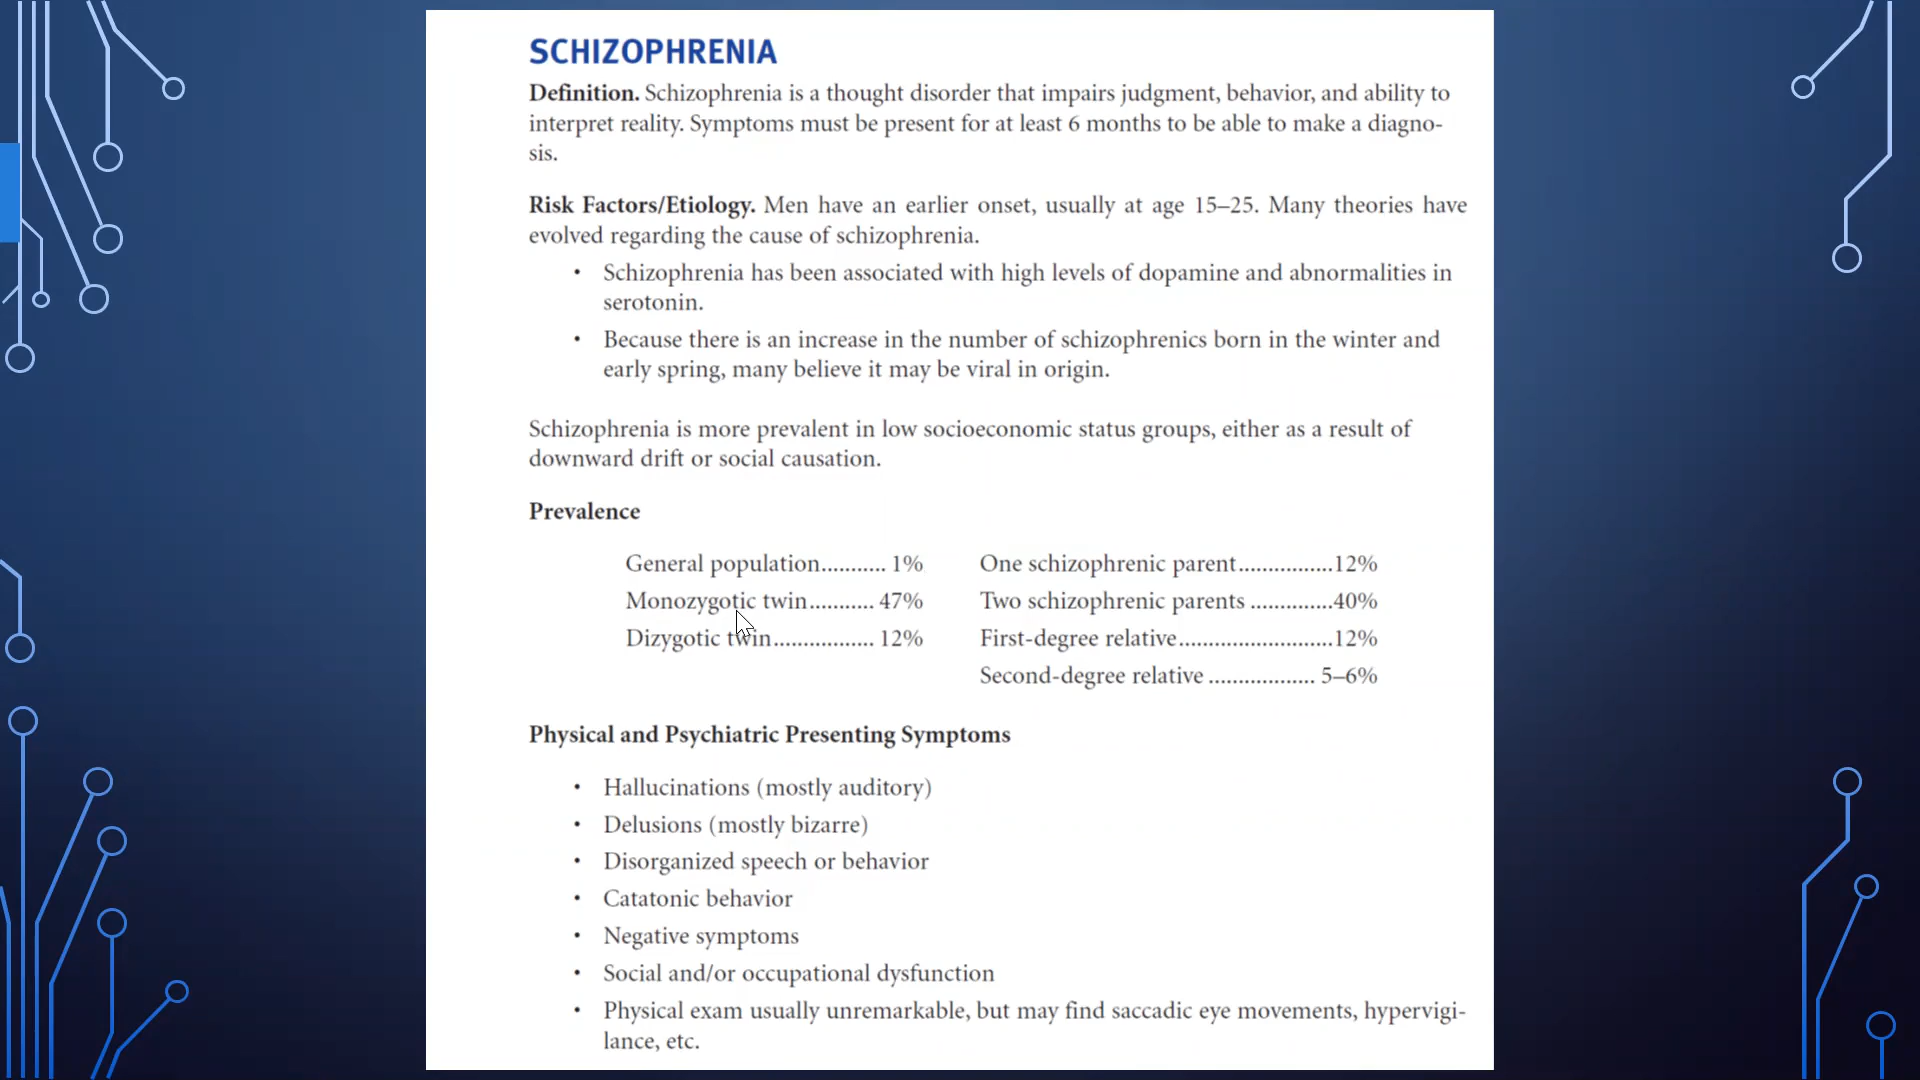 SCHIZOPHRENIA
Definition. Schizophrenia is a thought disorder that impairs judgment, behavior, and ability to
interpret reality. Symptoms must be present for at least 6 months to be able to make a diagno-
sis.
Risk Factors/Etiology. Men have an earlier onset, usually at age 15–25. Many theories have
evolved regarding the cause of schizophrenia.
• Schizophrenia has been associated with high levels of dopamine and abnormalities in
serotonin.
• Because there is an increase in the number of schizophrenics born in the winter and
early spring, many believe it may be viral in origin.
Schizophrenia is more prevalent in low socioeconomic status groups, either as a result of
downward drift or social causation.
Prevalence
General population........... 1%
Monozygotic twin........... 47%
Dizygotic twin................. 12%
One schizophrenic parent................12%
Two schizophrenic parents ..............40%
First-degree relative..........................12%
Second-degree relative .................. 5–6%
Physical and Psychiatric Presenting Symptoms
• Hallucinations (mostly auditory)
• Delusions (mostly bizarre)
• Disorganized speech or behavior
• Catatonic behavior
• Negative symptoms
• Social and/or occupational dysfunction
• Physical exam usually unremarkable, but may find saccadic eye movements, hypervigi-
lance, etc.